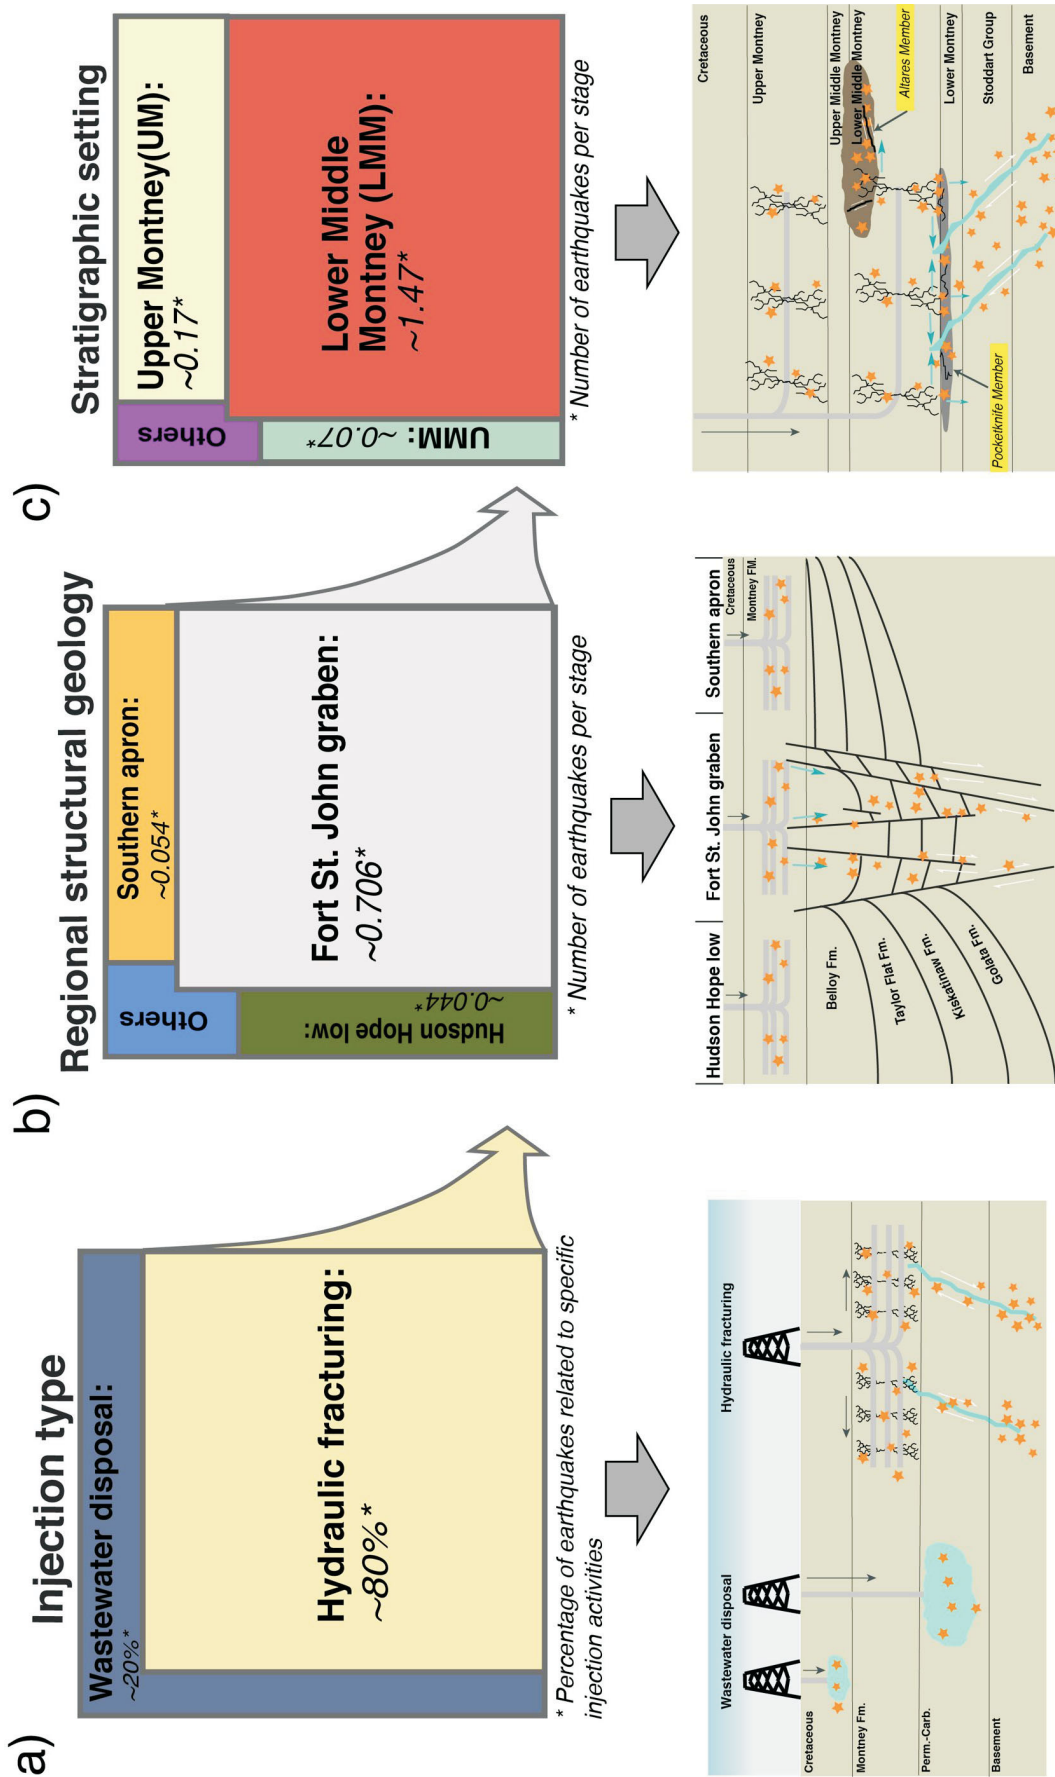 a)
Injection type
Wastewater disposal:
~20%*
Hydraulic fracturing:
~80%*
* Percentage of earthquakes related to specific
injection activities
Wastewater disposal
Hydraulic fracturing
Cretaceous
Montney Fm.
Perm.-Carb.
Basement
b)
Regional structural geology
Others
Southern apron:
~0.054*
Hudson Hope low:
~0.044*
Fort St. John graben:
~0.706*
* Number of earthquakes per stage
Hudson Hope low
Fort St. John graben
Southern apron
Cretaceous
Montney FM.
Belloy Fm.
Taylor Flat Fm.
Kiskatinaw Fm.
Golata Fm.
c)
Stratigraphic setting
Others
Upper Montney(UM):
~0.17*
UMM: ~0.07*
Lower Middle
Montney (LMM):
~1.47*
* Number of earthquakes per stage
Cretaceous
Upper Montney
Upper Middle Montney
Lower Middle Montney
Altares Member
Lower Montney
Pocketknife Member
Stoddart Group
Basement